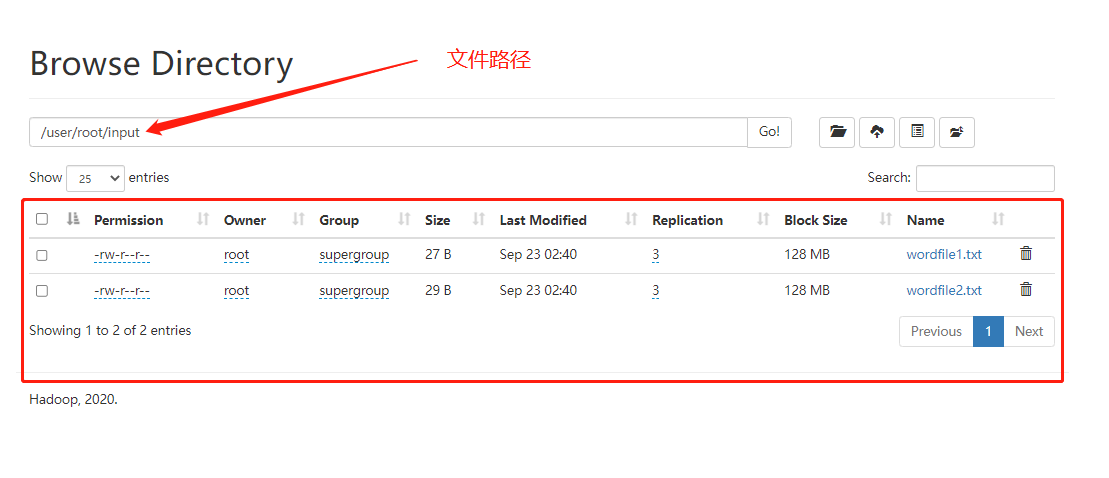 Browse Directory
文件路径
/user/root/input Go!
Show 25 entries Search:
Permission Owner Group Size Last Modified Replication Block Size Name
-rw-r--r-- root supergroup 27 B Sep 23 02:40 3 128 MB wordfile1.txt
-rw-r--r-- root supergroup 29 B Sep 23 02:40 3 128 MB wordfile2.txt
Showing 1 to 2 of 2 entries Previous 1 Next
Hadoop, 2020.